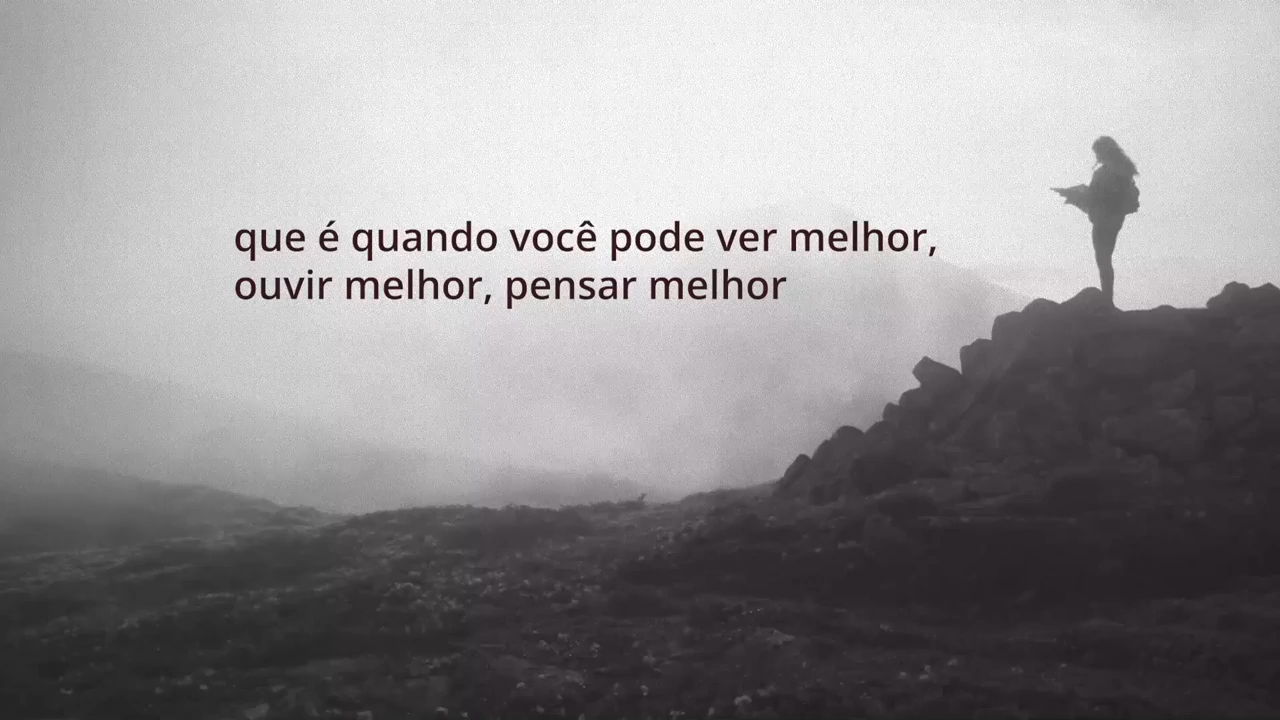 que é quando você pode ver melhor,
ouvir melhor, pensar melhor